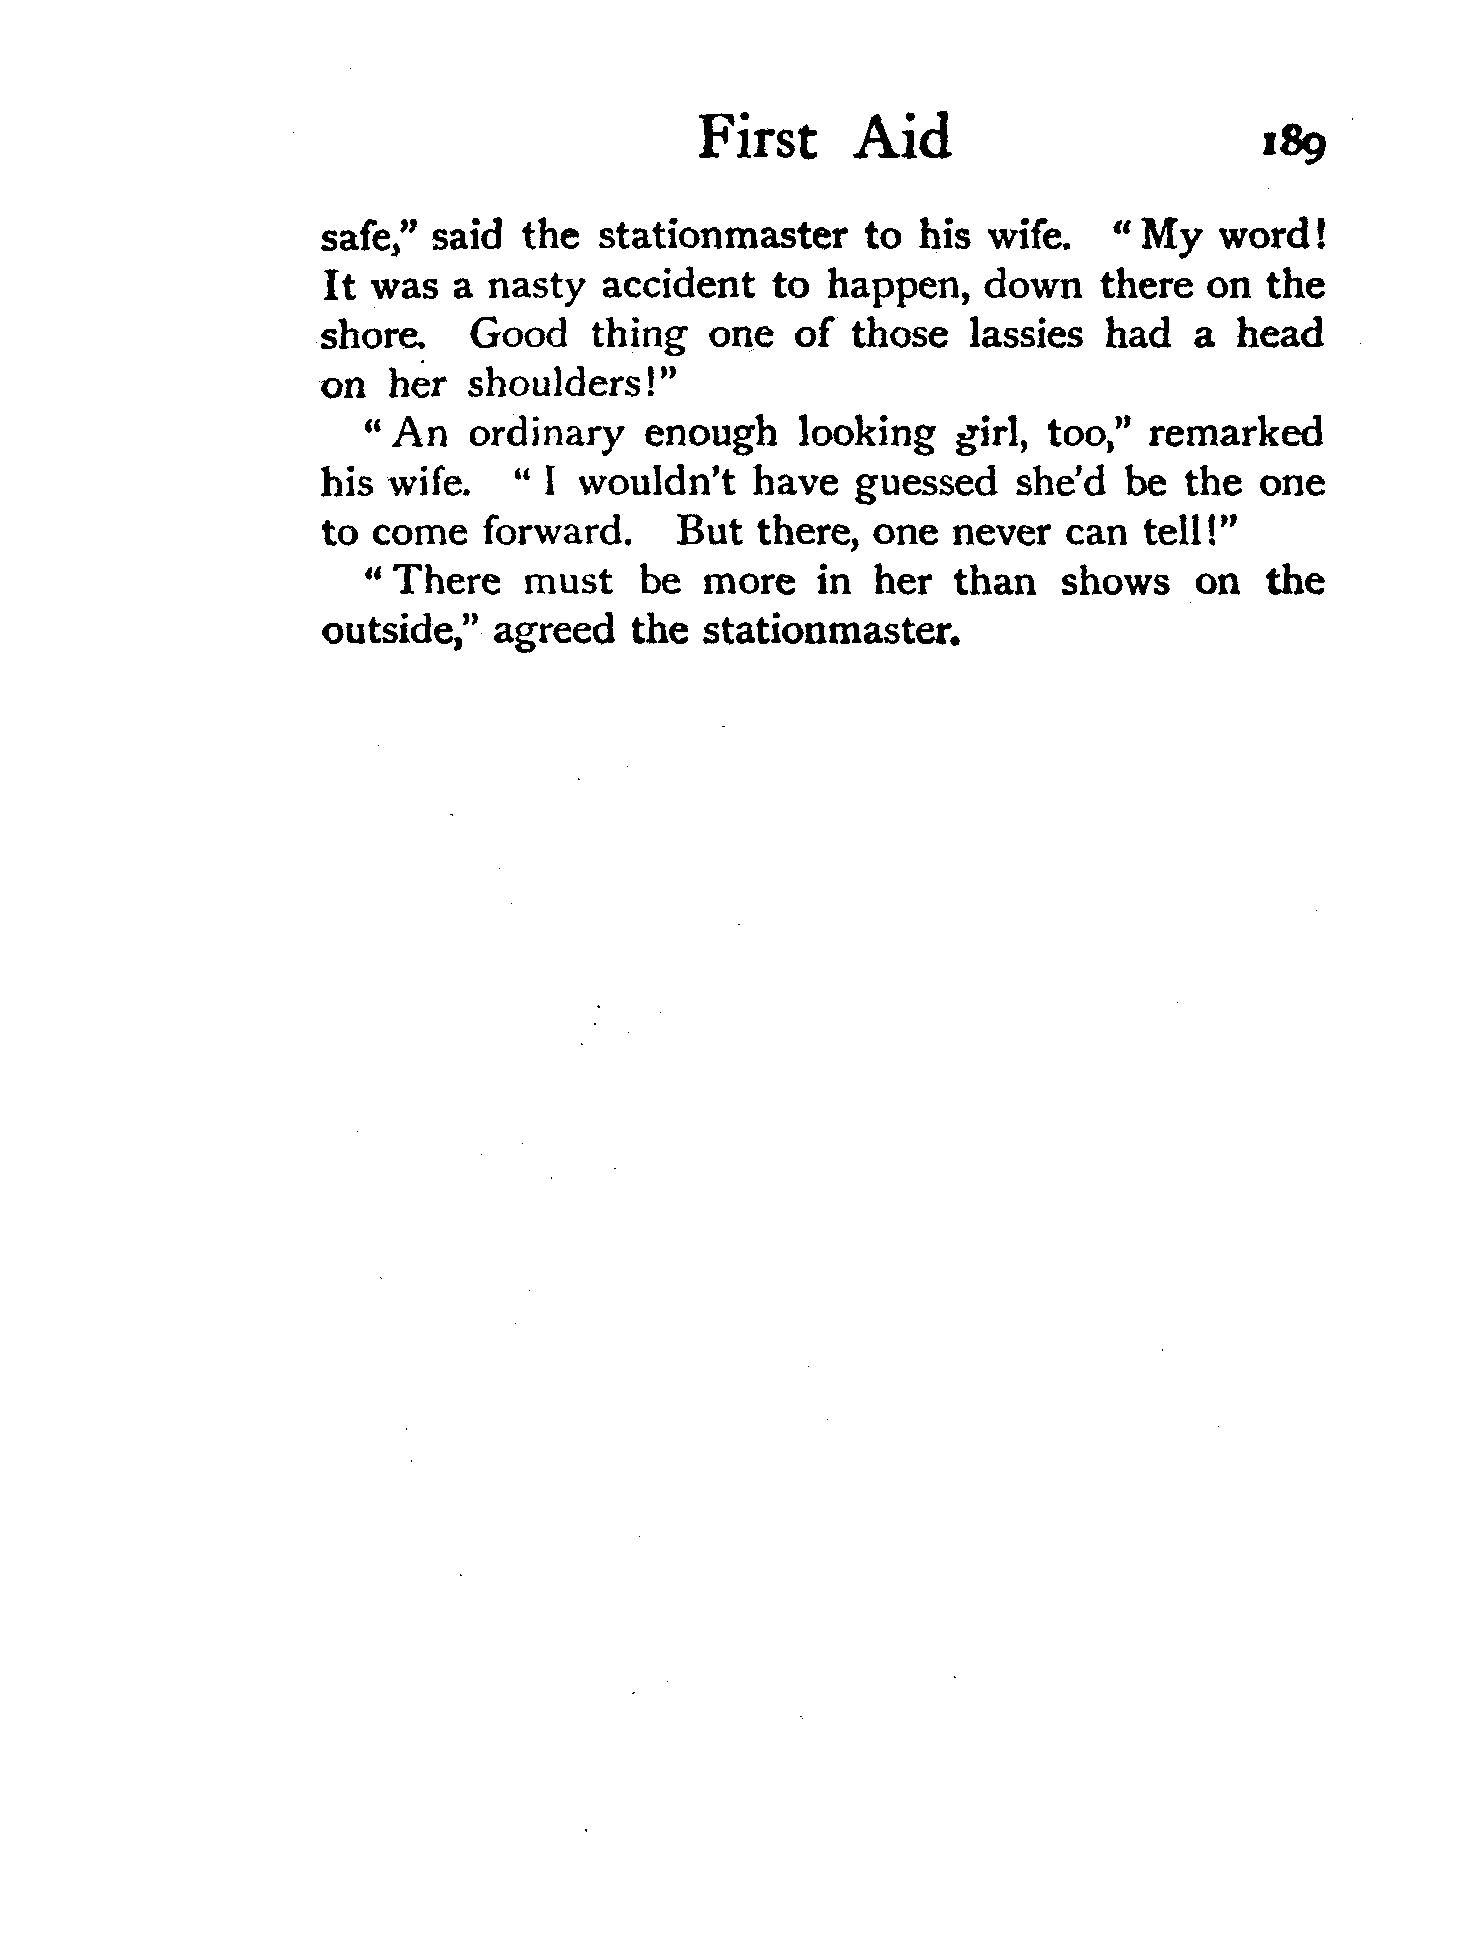 First Aid 189
safe,” said the stationmaster to his wife. “My word!
It was a nasty accident to happen, down there on the
shore. Good thing one of those lassies had a head
on her shoulders!”
“An ordinary enough looking girl, too,” remarked
his wife. “I wouldn't have guessed she'd be the one
to come forward. But there, one never can tell!”
“There must be more in her than shows on the
outside,” agreed the stationmaster.